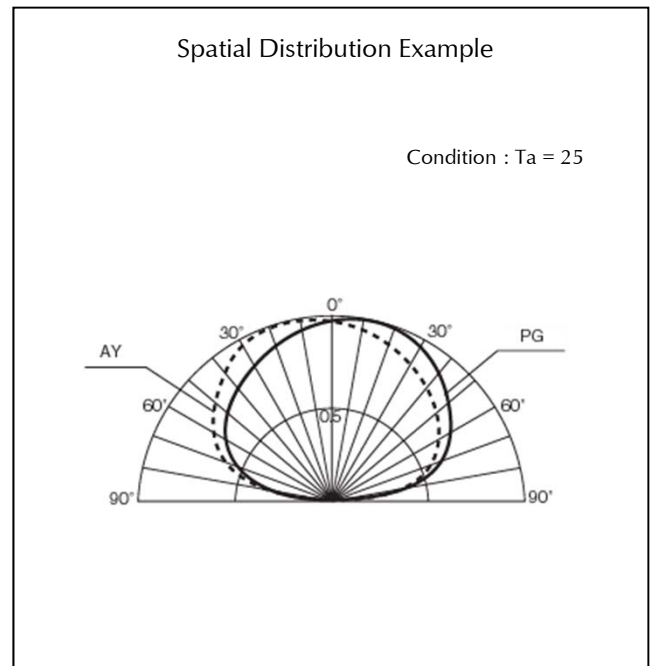 Spatial Distribution Example
Condition : Ta = 25
0°
30° 30°
AY PG
60° 60°
0.5
90° 90°